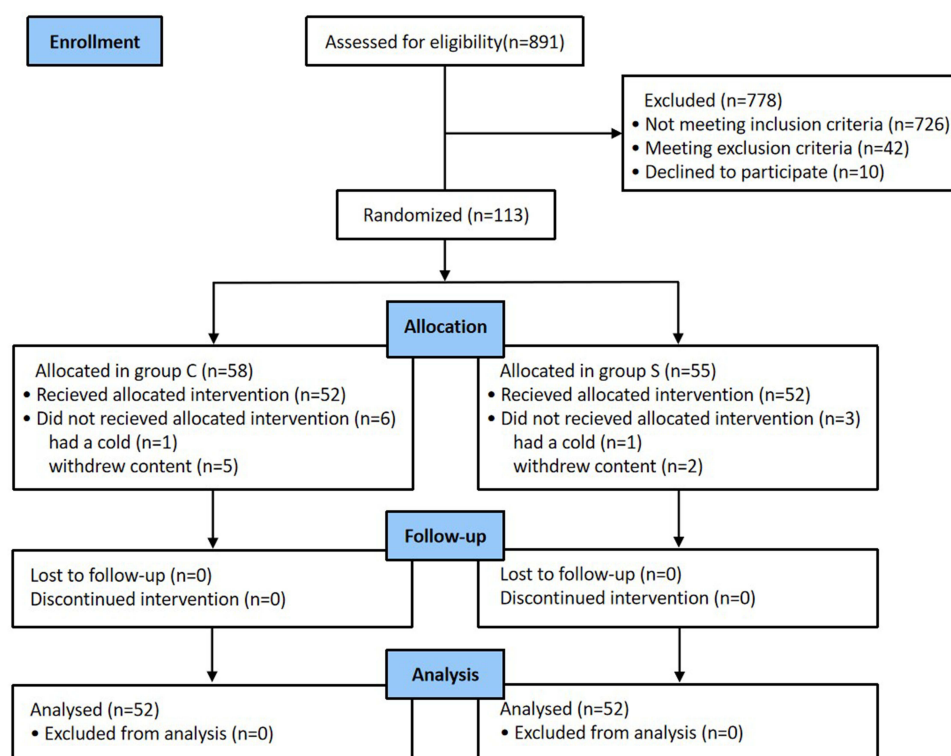 Enrollment
Assessed for eligibility(n=891)
Excluded (n=778)
• Not meeting inclusion criteria (n=726)
• Meeting exclusion criteria (n=42)
• Declined to participate (n=10)
Randomized (n=113)
Allocation
Allocated in group C (n=58)
• Recieved allocated intervention (n=52)
• Did not recieved allocated intervention (n=6)
had a cold (n=1)
withdrew content (n=5)
Allocated in group S (n=55)
• Recieved allocated intervention (n=52)
• Did not recieved allocated intervention (n=3)
had a cold (n=1)
withdrew content (n=2)
Follow-up
Lost to follow-up (n=0)
Discontinued intervention (n=0)
Lost to follow-up (n=0)
Discontinued intervention (n=0)
Analysis
Analysed (n=52)
• Excluded from analysis (n=0)
Analysed (n=52)
• Excluded from analysis (n=0)